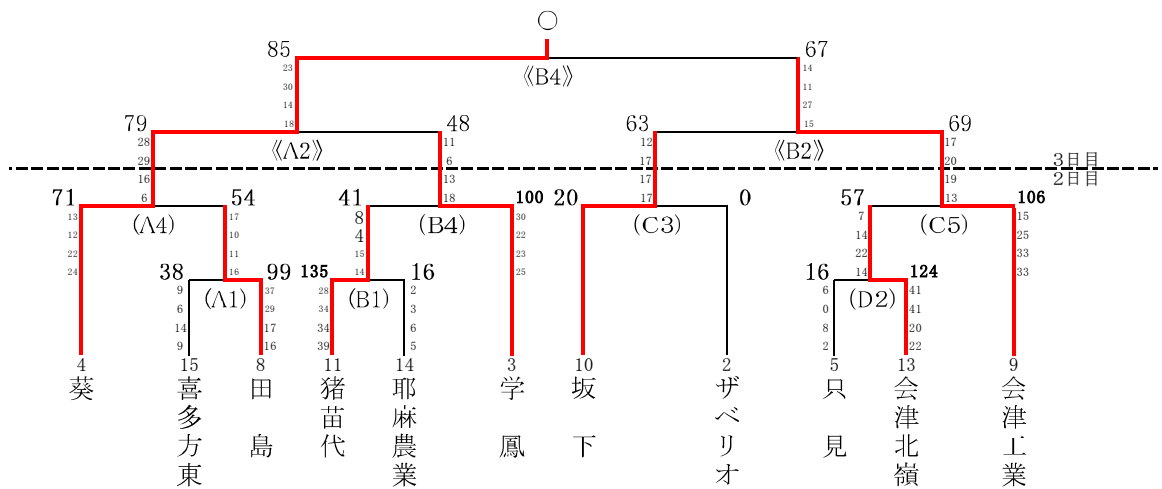 ○
85 67
23 14
《B4》
30 11
14 27
18 15
79 48 63 69
28 11 12 17
《A2》 《B2》
29 6 17 20
3日目
16 13 17 19
2日目
6 18 17 13
71 54 41 100 20 0 57 106
13 17 8 30 7 15
(A4) (B4) (C3) (C5)
12 10 4 22 14 25
22 11 15 23 22 33
24 16 14 25 14 33
38 99 135 16 16 124
9 37 28 2 6 41
(A1) (B1) (D2)
6 29 34 3 0 41
14 17 34 6 8 20
9 16 39 5 2 22
4 15 8 11 14 3 10 2 5 13 9
葵
喜多方東
田島
猪苗代
耶麻農業
学鳳
坂下
ザベリオ
只見
会津北嶺
会津工業